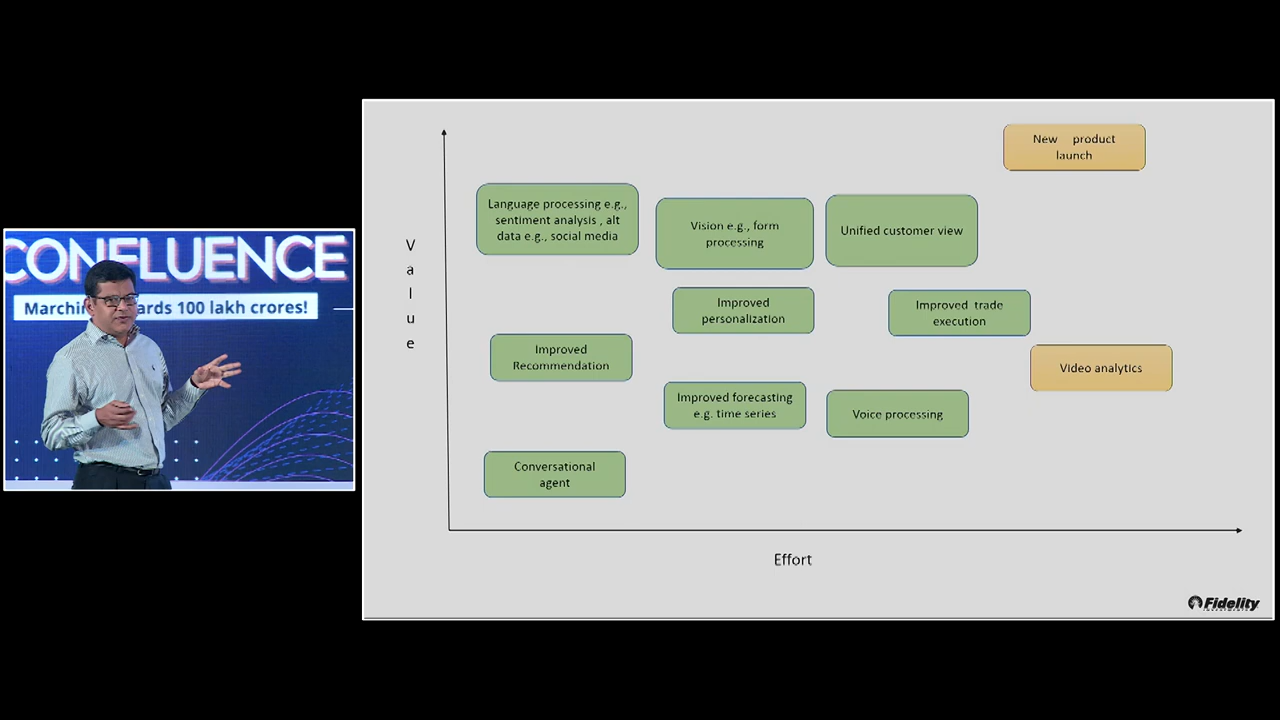 CONFLUENCE
Marchi ards 100 lakh crores!
New product
launch
Language processing e.g.,
sentiment analysis , alt
data e.g., social media
Vision e.g., form
processing
Unified customer view
V
a
l
u
e
Improved
personalization
Improved trade
execution
Improved
Recommendation
Video analytics
Improved forecasting
e.g. time series
Voice processing
Conversational
agent
Effort
Fidelity
INVESTMENTS